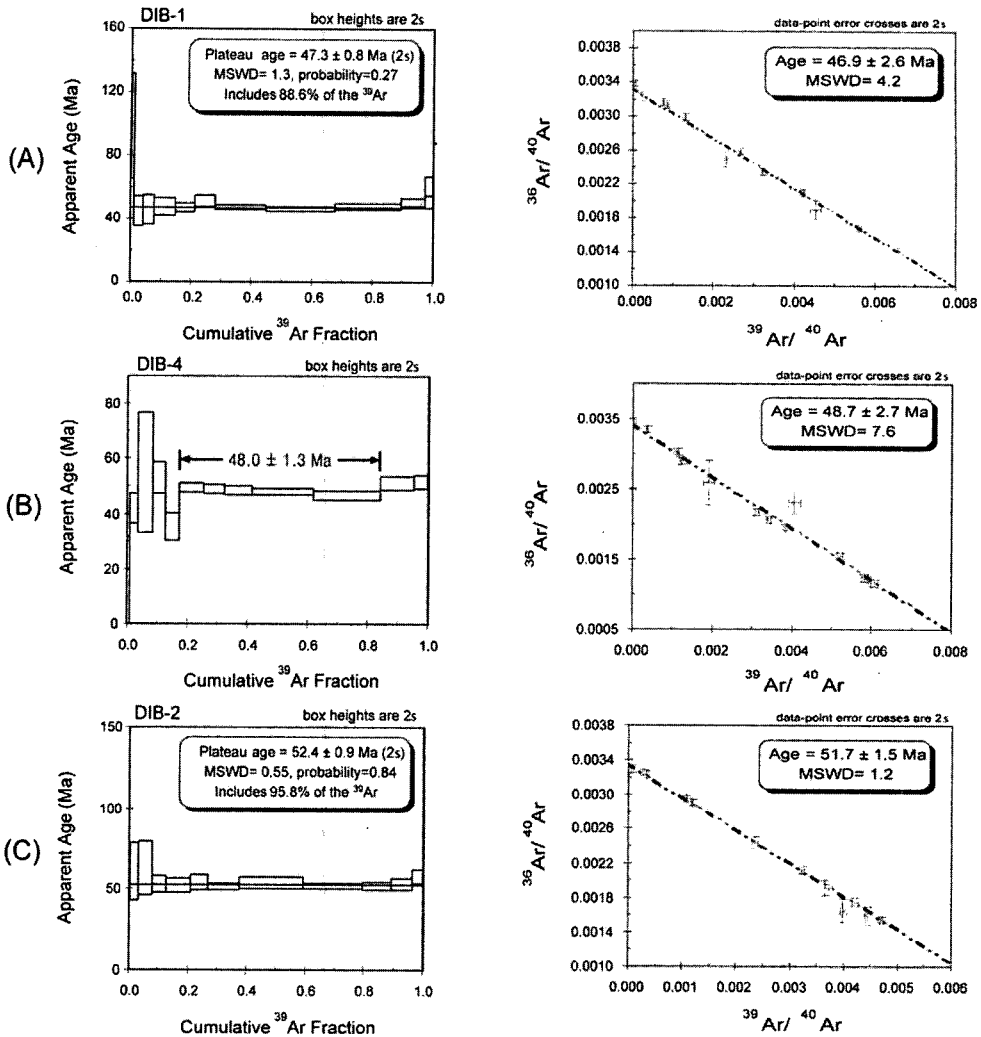 DIB-1
box heights are 2s
160
120
80
40
0
Apparent Age (Ma)
Plateau age = 47.3 ± 0.8 Ma (2s)
MSWD= 1.3, probability=0.27
Includes 88.6% of the ³⁹Ar
0.0 0.2 0.4 0.6 0.8 1.0
Cumulative ³⁹Ar Fraction
(A)
data-point error crosses are 2s
0.0038
0.0034
0.0030
0.0026
0.0022
0.0018
0.0014
0.0010
³⁶Ar/ ⁴⁰Ar
Age = 46.9 ± 2.6 Ma
MSWD= 4.2
0.000 0.002 0.004 0.006 0.008
³⁹Ar/ ⁴⁰Ar
DIB-4
box heights are 2s
80
60
40
20
0
Apparent Age (Ma)
48.0 ± 1.3 Ma
0.0 0.2 0.4 0.6 0.8 1.0
Cumulative ³⁹Ar Fraction
(B)
data-point error crosses are 2s
0.0035
0.0025
0.0015
0.0005
³⁶Ar/ ⁴⁰Ar
Age = 48.7 ± 2.7 Ma
MSWD= 7.6
0.000 0.002 0.004 0.006 0.008
³⁹Ar/ ⁴⁰Ar
DIB-2
box heights are 2s
150
100
50
0
Apparent Age (Ma)
Plateau age = 52.4 ± 0.9 Ma (2s)
MSWD= 0.55, probability=0.84
Includes 95.8% of the ³⁹Ar
0.0 0.2 0.4 0.6 0.8 1.0
Cumulative ³⁹Ar Fraction
(C)
data-point error crosses are 2s
0.0038
0.0034
0.0030
0.0026
0.0022
0.0018
0.0014
0.0010
³⁶Ar/ ⁴⁰Ar
Age = 51.7 ± 1.5 Ma
MSWD= 1.2
0.000 0.001 0.002 0.003 0.004 0.005 0.006
³⁹Ar/ ⁴⁰Ar